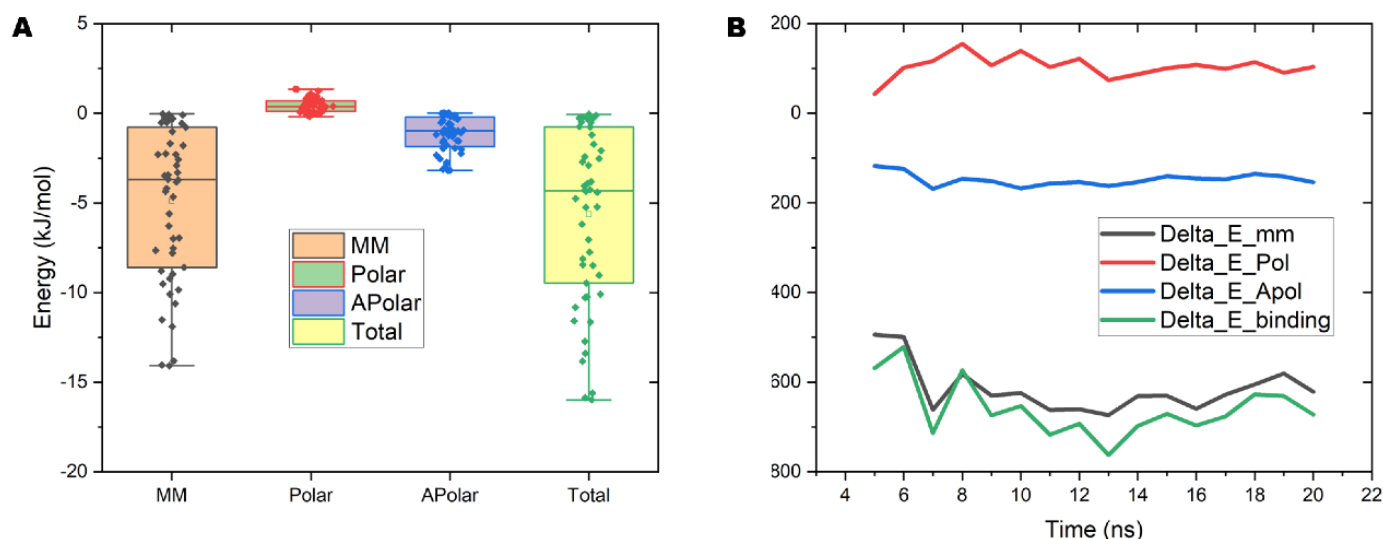 A
Energy (kJ/mol)
5
0
-5
-10
-15
-20
MM
Polar
APolar
Total
MM
Polar
APolar
Total
B
200
0
200
400
600
800
Delta_E_mm
Delta_E_Pol
Delta_E_Apol
Delta_E_binding
4
6
8
10
12
14
16
18
20
22
Time (ns)